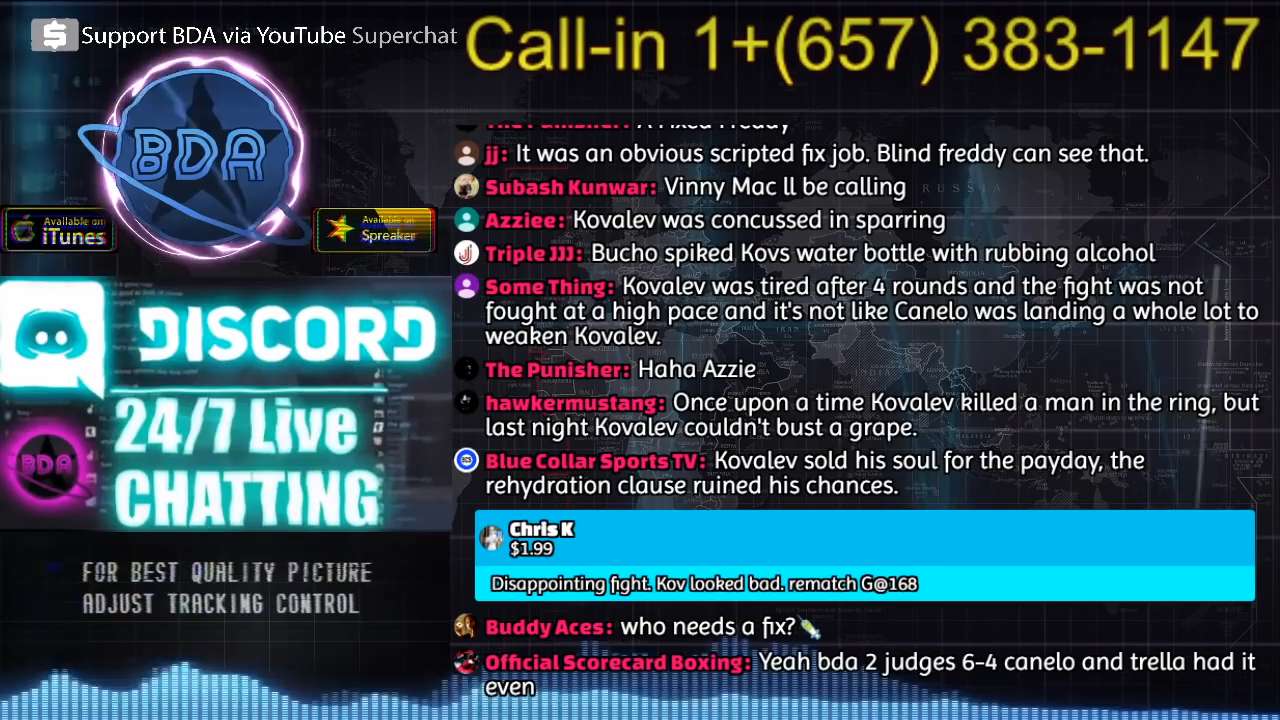 Support BDA via YouTube Superchat
Call-in 1+(657) 383-1147
BDA
Available on
iTunes
Available on
Spreaker
DISCORD
24/7 Live
CHATTING
BDA
FOR BEST QUALITY PICTURE
ADJUST TRACKING CONTROL
The Punisher: A Fixed Freddy
jj: It was an obvious scripted fix job. Blind freddy can see that.
Subash Kunwar: Vinny Mac ll be calling
Azziee: Kovalev was concussed in sparring
Triple JJJ: Bucho spiked Kovs water bottle with rubbing alcohol
Some Thing: Kovalev was tired after 4 rounds and the fight was not
fought at a high pace and it's not like Canelo was landing a whole lot to
weaken Kovalev.
The Punisher: Haha Azzie
hawkermustang: Once upon a time Kovalev killed a man in the ring, but
last night Kovalev couldn't bust a grape.
Blue Collar Sports TV: Kovalev sold his soul for the payday, the
rehydration clause ruined his chances.
Chris K
$1.99
Disappointing fight. Kov looked bad. rematch G@168
Buddy Aces: who needs a fix?💉
Official Scorecard Boxing: Yeah bda 2 judges 6-4 canelo and trella had it
even
RUSSIA